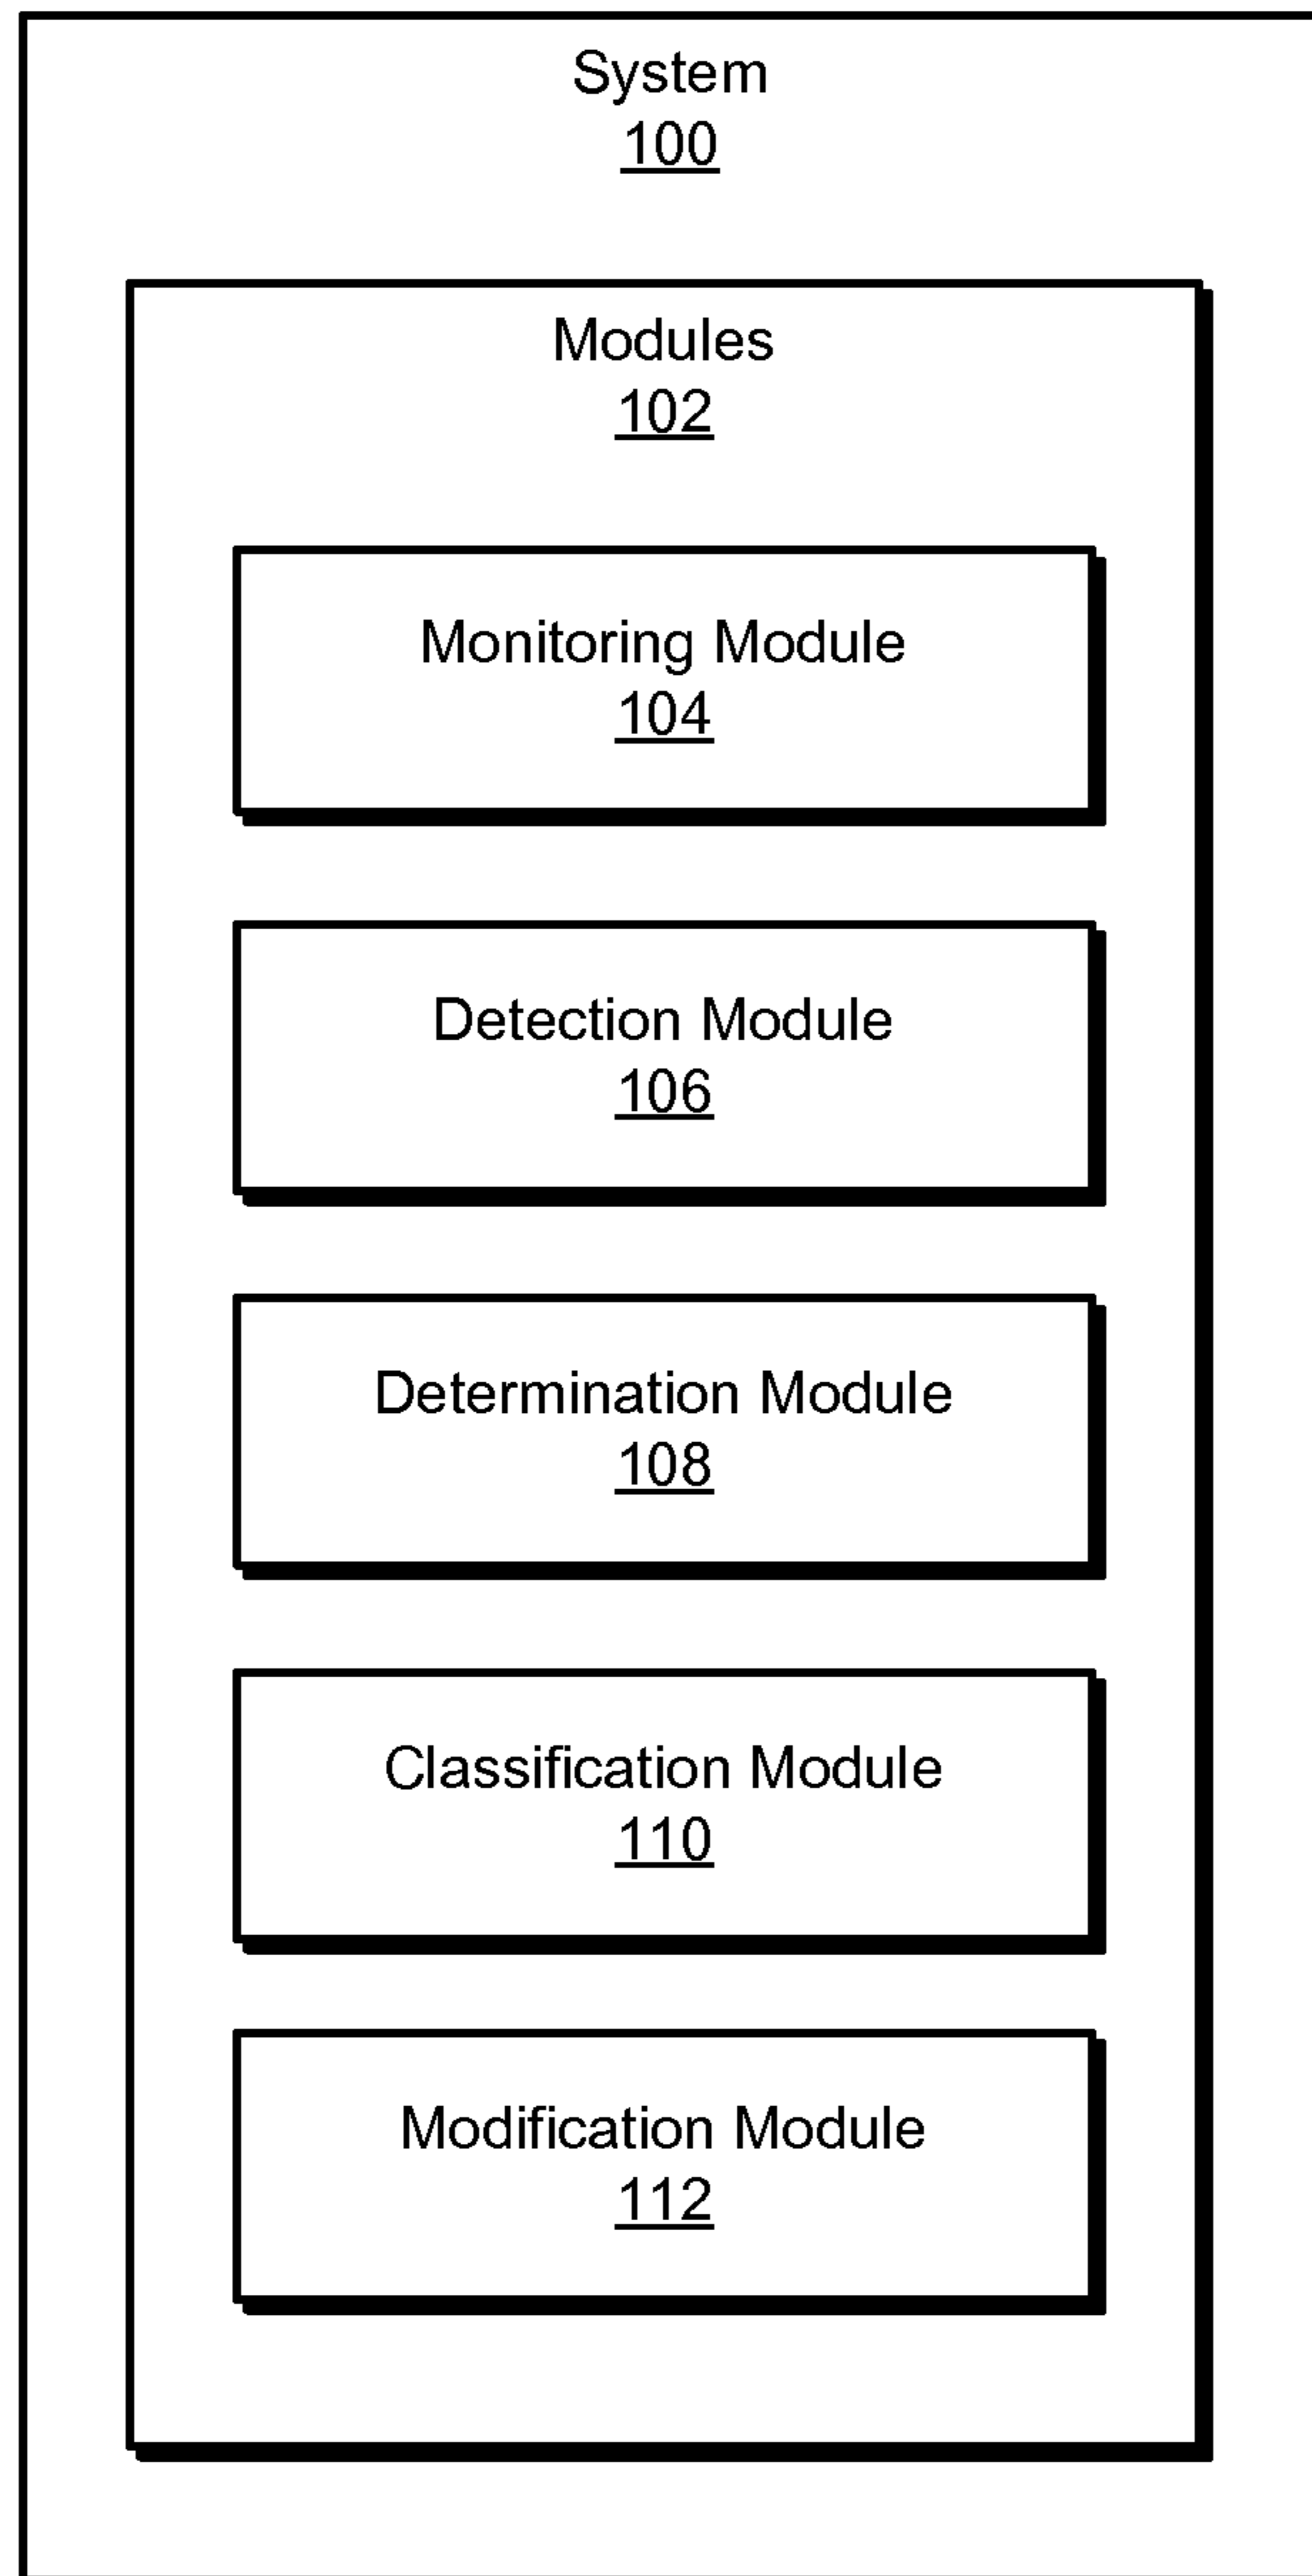 System
100
Modules
102
Monitoring Module
104
Detection Module
106
Determination Module
108
Classification Module
110
Modification Module
112